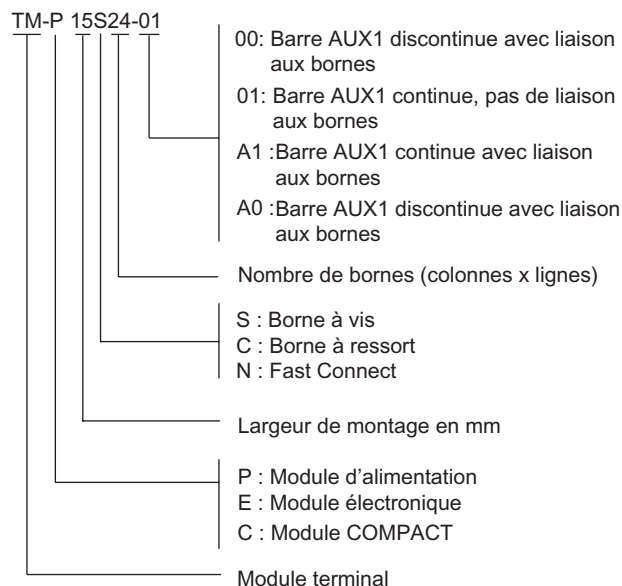 TM-P 15S24-01
00: Barre AUX1 discontinue avec liaison
aux bornes
01: Barre AUX1 continue, pas de liaison
aux bornes
A1 :Barre AUX1 continue avec liaison
aux bornes
A0 :Barre AUX1 discontinue avec liaison
aux bornes
Nombre de bornes (colonnes x lignes)
S : Borne à vis
C : Borne à ressort
N : Fast Connect
Largeur de montage en mm
P : Module d'alimentation
E : Module électronique
C : Module COMPACT
Module terminal